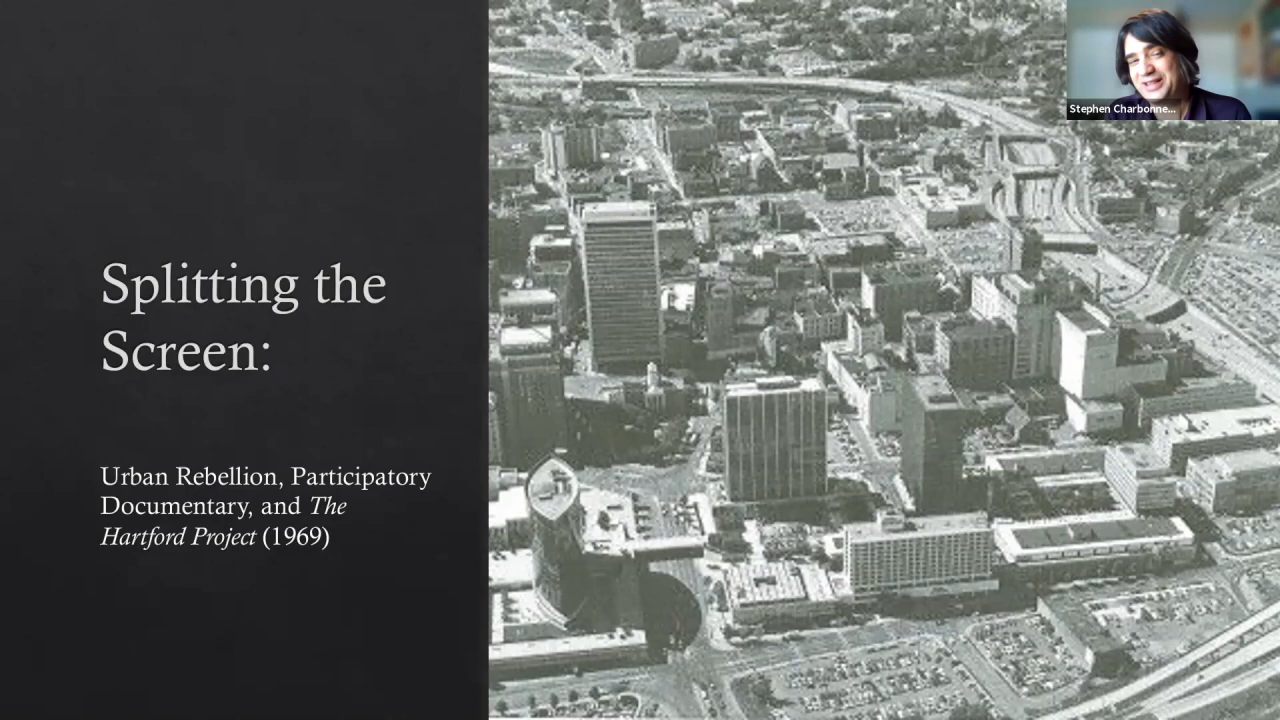 Splitting the
Screen:
Urban Rebellion, Participatory
Documentary, and The
Hartford Project (1969)
Stephen Charbonne...